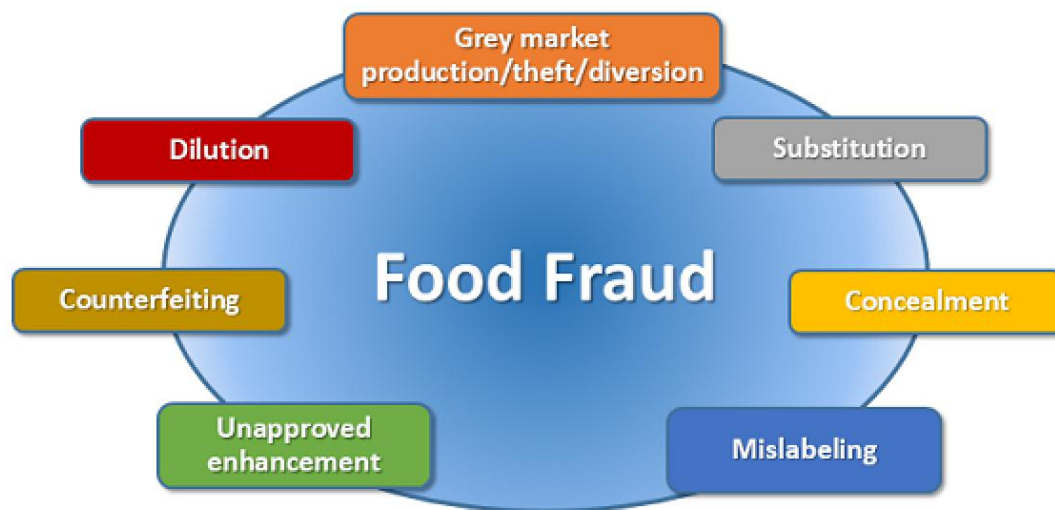 Grey market
production/theft/diversion
Dilution
Substitution
Food Fraud
Counterfeiting
Concealment
Unapproved
enhancement
Mislabeling